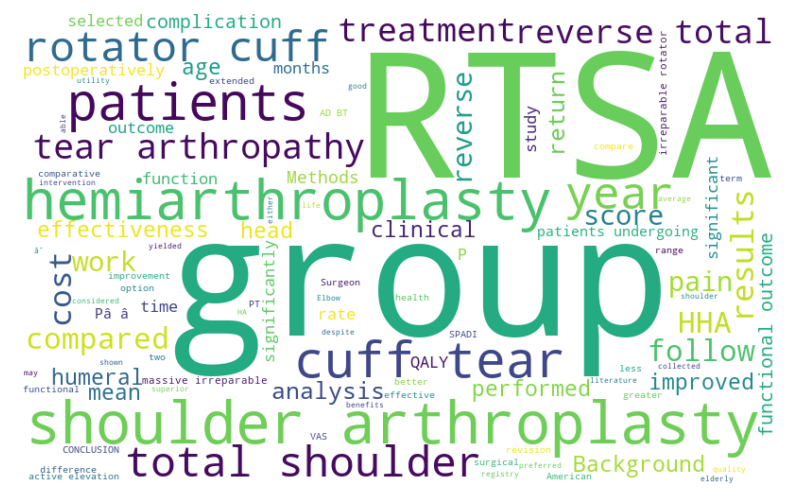 selected
complication
treatment
reverse total
rotator cuff
postoperatively
age
months
utility
extended
good
patients
RTSA
able
outcome
AD BT
reverse
study
return
compare
irreparable rotator
tear arthropathy
comparative
intervention
function
Methods
life
either
term
average
hemiarthroplasty
year
score
significant
effectiveness
head
clinical
patients undergoing
â
yielded
group
P
range
work
cost
improvement
option
considered
significantly
Surgeon
Elbow
PT
HA
health
pain
results
shoulder
Pâ â
time
rate
despite
SPADI
HHA
compared
shown
two
cuff tear
QALY
follow
functional outcome
may
functional
humeral
mean
massive irreparable
superior
analysis
better
effective
performed
less
collected
literature
greater
improved
benefits
shoulder arthroplasty
CONCLUSION
VAS
revision
difference
active elevation
total shoulder
surgical
preferred
registry
American
Background
quality
elderly